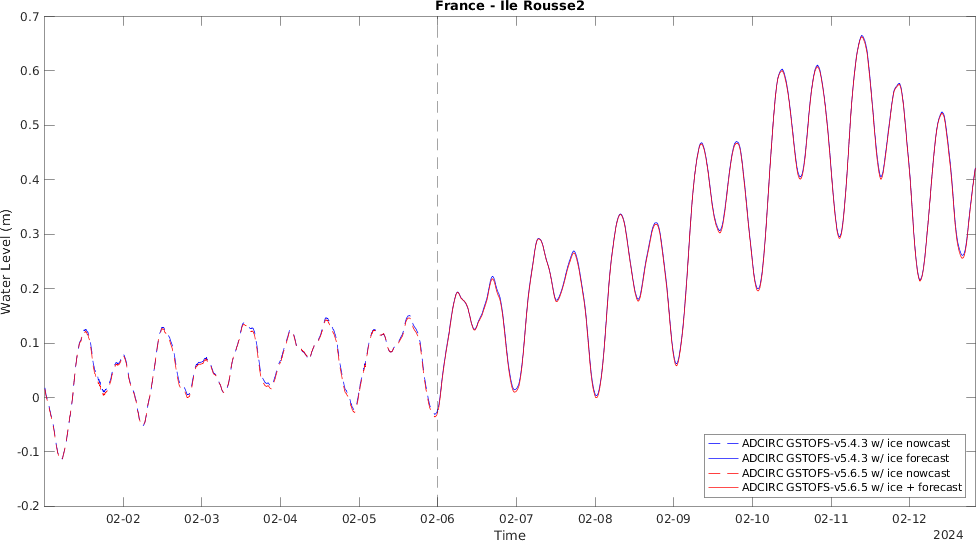 France - Ile Rousse2
0.7
0.6
0.5
0.4
0.3
0.2
0.1
0
-0.1
-0.2
Water Level (m)
ADCIRC GSTOFS-v5.4.3 w/ ice nowcast
ADCIRC GSTOFS-v5.4.3 w/ ice forecast
ADCIRC GSTOFS-v5.6.5 w/ ice nowcast
ADCIRC GSTOFS-v5.6.5 w/ ice + forecast
02-02 02-03 02-04 02-05 02-06 02-07 02-08 02-09 02-10 02-11 02-12
Time
2024